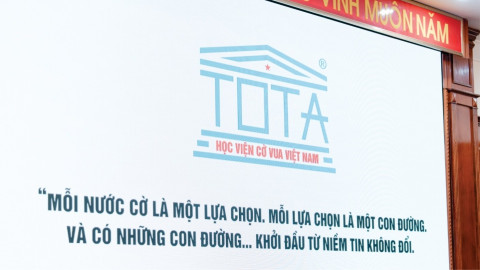 VINH MUÔN NĂM
TOTA®
HỌC VIỆN CỜ VUA VIỆT NAM
“MỖI NƯỚC CỜ LÀ MỘT LỰA CHỌN. MỖI LỰA CHỌN LÀ MỘT CON ĐƯỜNG.
VÀ CÓ NHỮNG CON ĐƯỜNG... KHỞI ĐẦU TỪ NIỀM TIN KHÔNG ĐỔI.